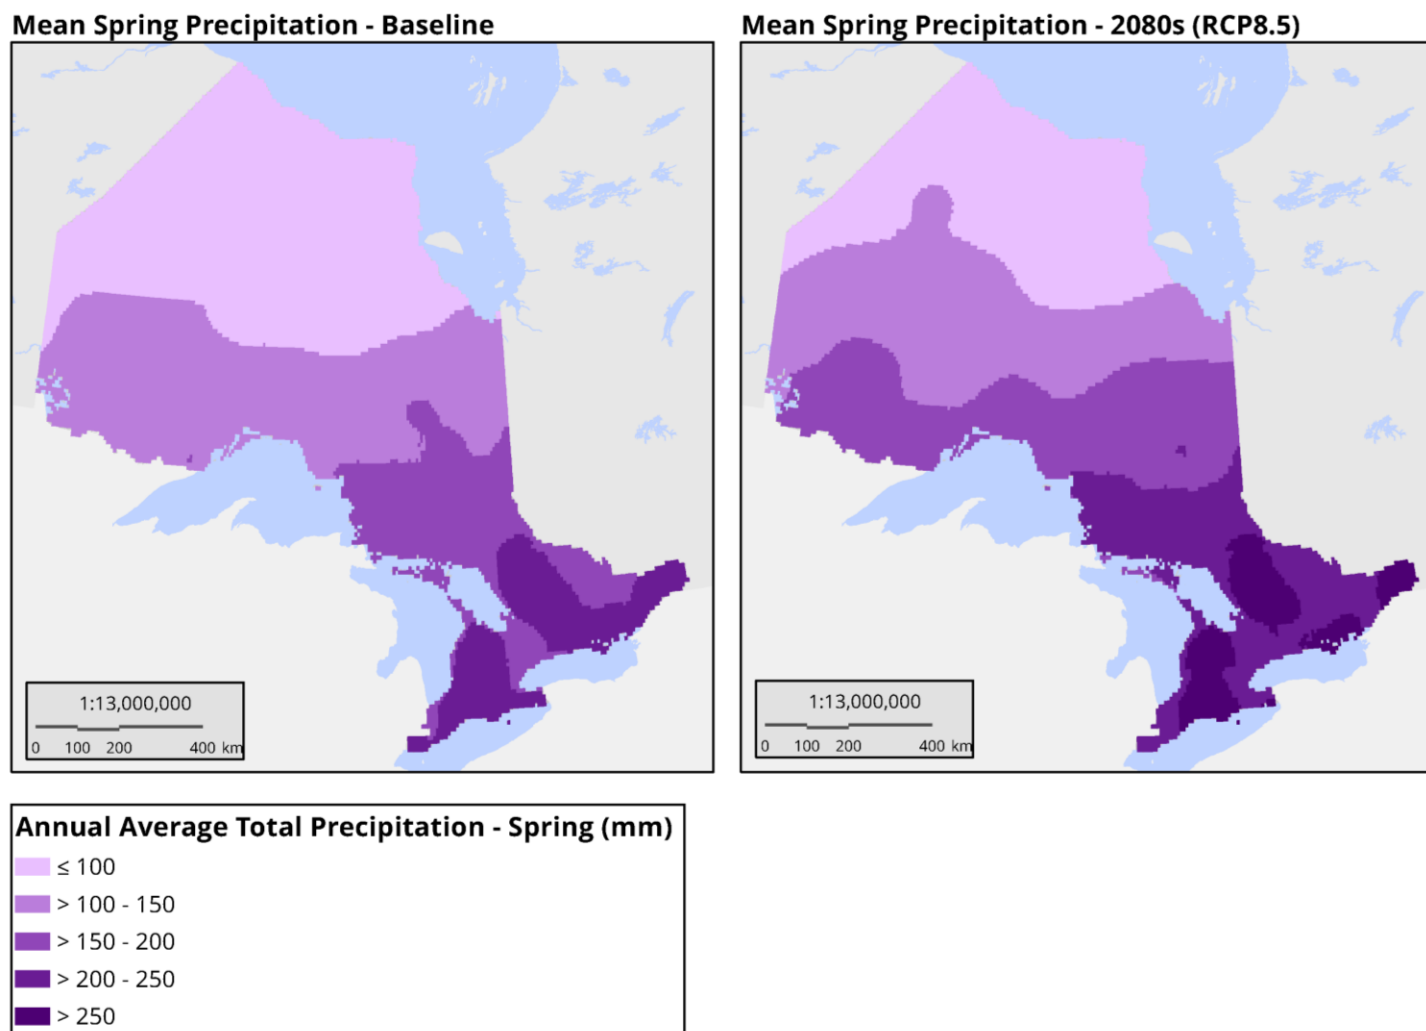 Mean Spring Precipitation - Baseline
Mean Spring Precipitation - 2080s (RCP8.5)
1:13,000,000
0 100 200 400 km
1:13,000,000
0 100 200 400 km
Annual Average Total Precipitation - Spring (mm)
≤ 100
> 100 - 150
> 150 - 200
> 200 - 250
> 250